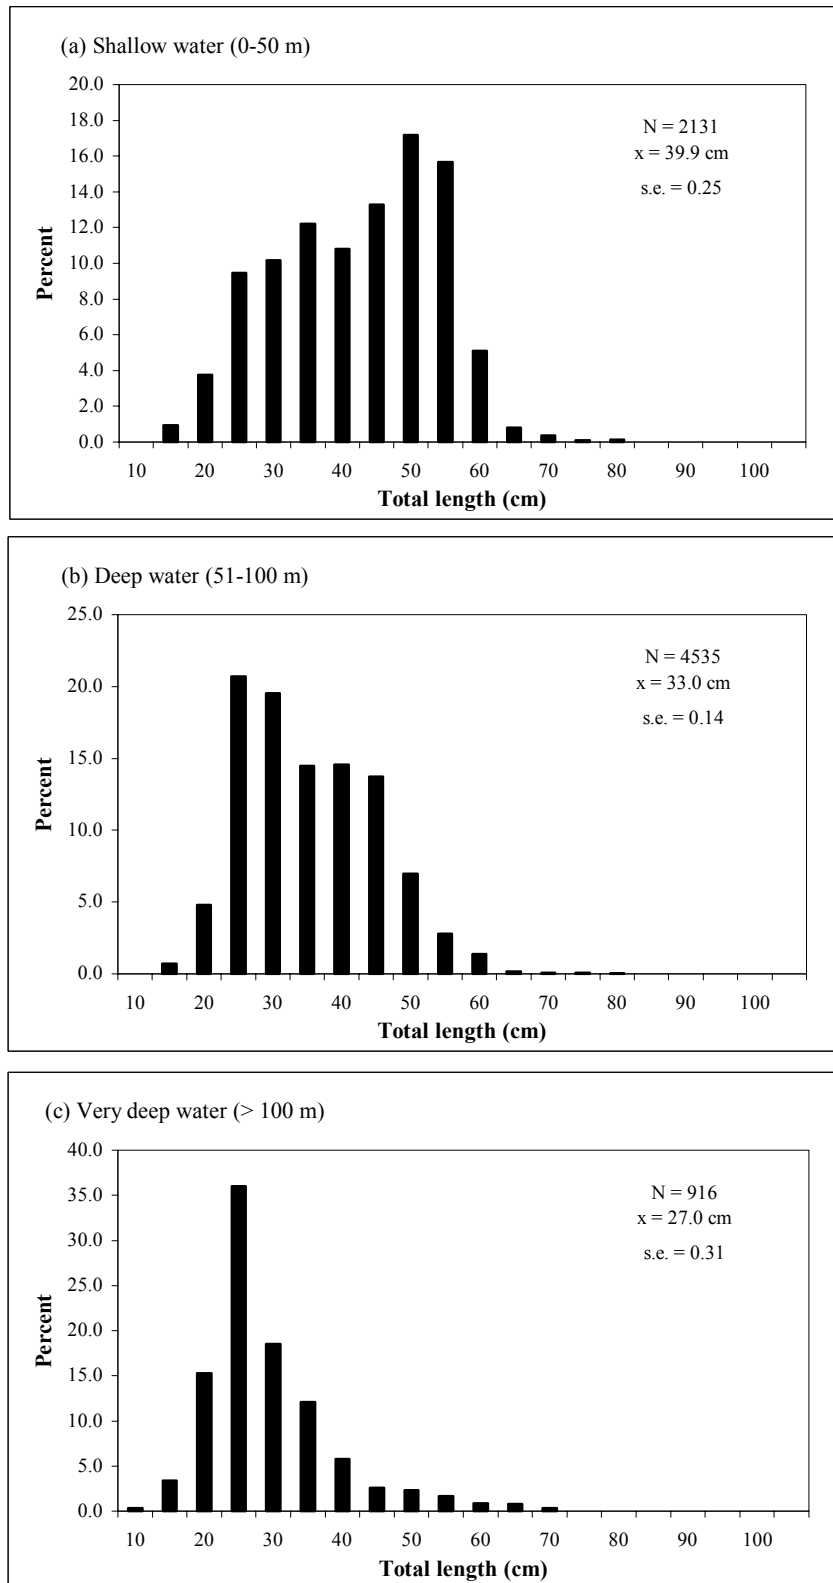 (a) Shallow water (0-50 m)
20.0
18.0
16.0
14.0
12.0
10.0
8.0
6.0
4.0
2.0
0.0
Percent
N = 2131
x = 39.9 cm
s.e. = 0.25
10 20 30 40 50 60 70 80 90 100
Total length (cm)
(b) Deep water (51-100 m)
25.0
20.0
15.0
10.0
5.0
0.0
Percent
N = 4535
x = 33.0 cm
s.e. = 0.14
10 20 30 40 50 60 70 80 90 100
Total length (cm)
(c) Very deep water (> 100 m)
40.0
35.0
30.0
25.0
20.0
15.0
10.0
5.0
0.0
Percent
N = 916
x = 27.0 cm
s.e. = 0.31
10 20 30 40 50 60 70 80 90 100
Total length (cm)